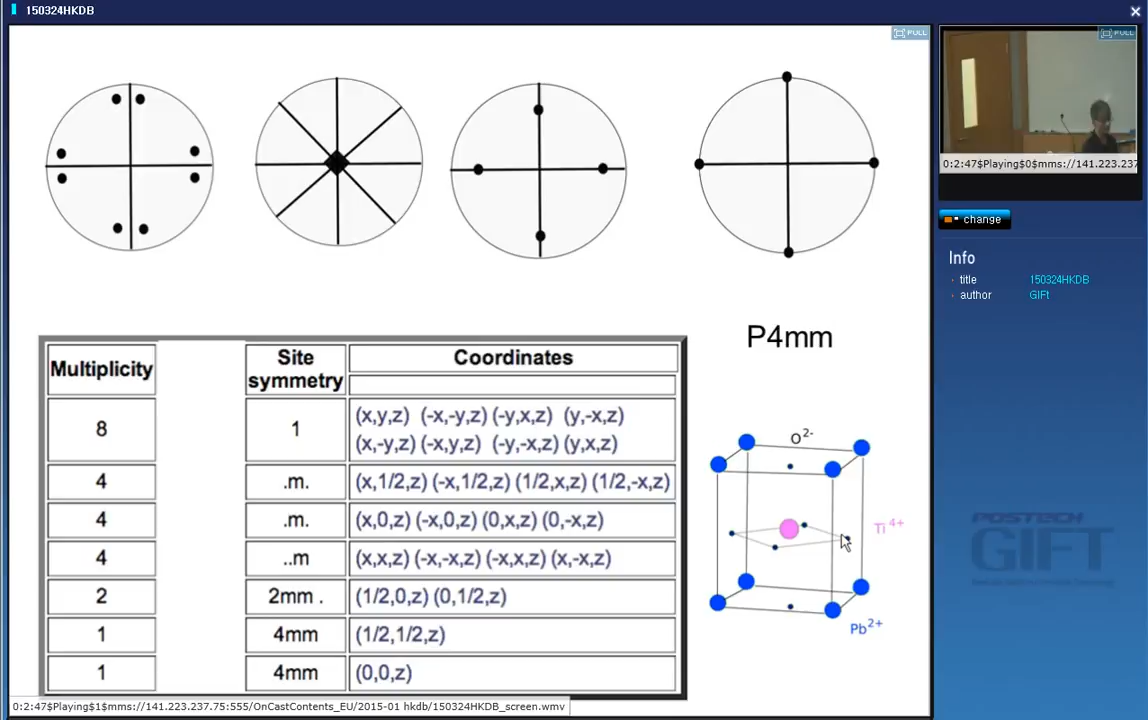 150324HKDB
FULL
FULL
0:2:47$Playing$0$mms://141.223.237
change
Info
title 150324HKDB
author GIFt
P4mm
Multiplicity Site symmetry Coordinates
8 1 (x,y,z) (-x,-y,z) (-y,x,z) (y,-x,z)
(x,-y,z) (-x,y,z) (-y,-x,z) (y,x,z)
4 .m. (x,1/2,z) (-x,1/2,z) (1/2,x,z) (1/2,-x,z)
4 .m. (x,0,z) (-x,0,z) (0,x,z) (0,-x,z)
4 ..m (x,x,z) (-x,-x,z) (-x,x,z) (x,-x,z)
2 2mm . (1/2,0,z) (0,1/2,z)
1 4mm (1/2,1/2,z)
1 4mm (0,0,z)
O2-
Ti 4+
Pb2+
POSTECH
GIFT
0:2:47$Playing$1$mms://141.223.237.75:555/OnCastContents_EU/2015-01 hkdb/150324HKDB_screen.wmv